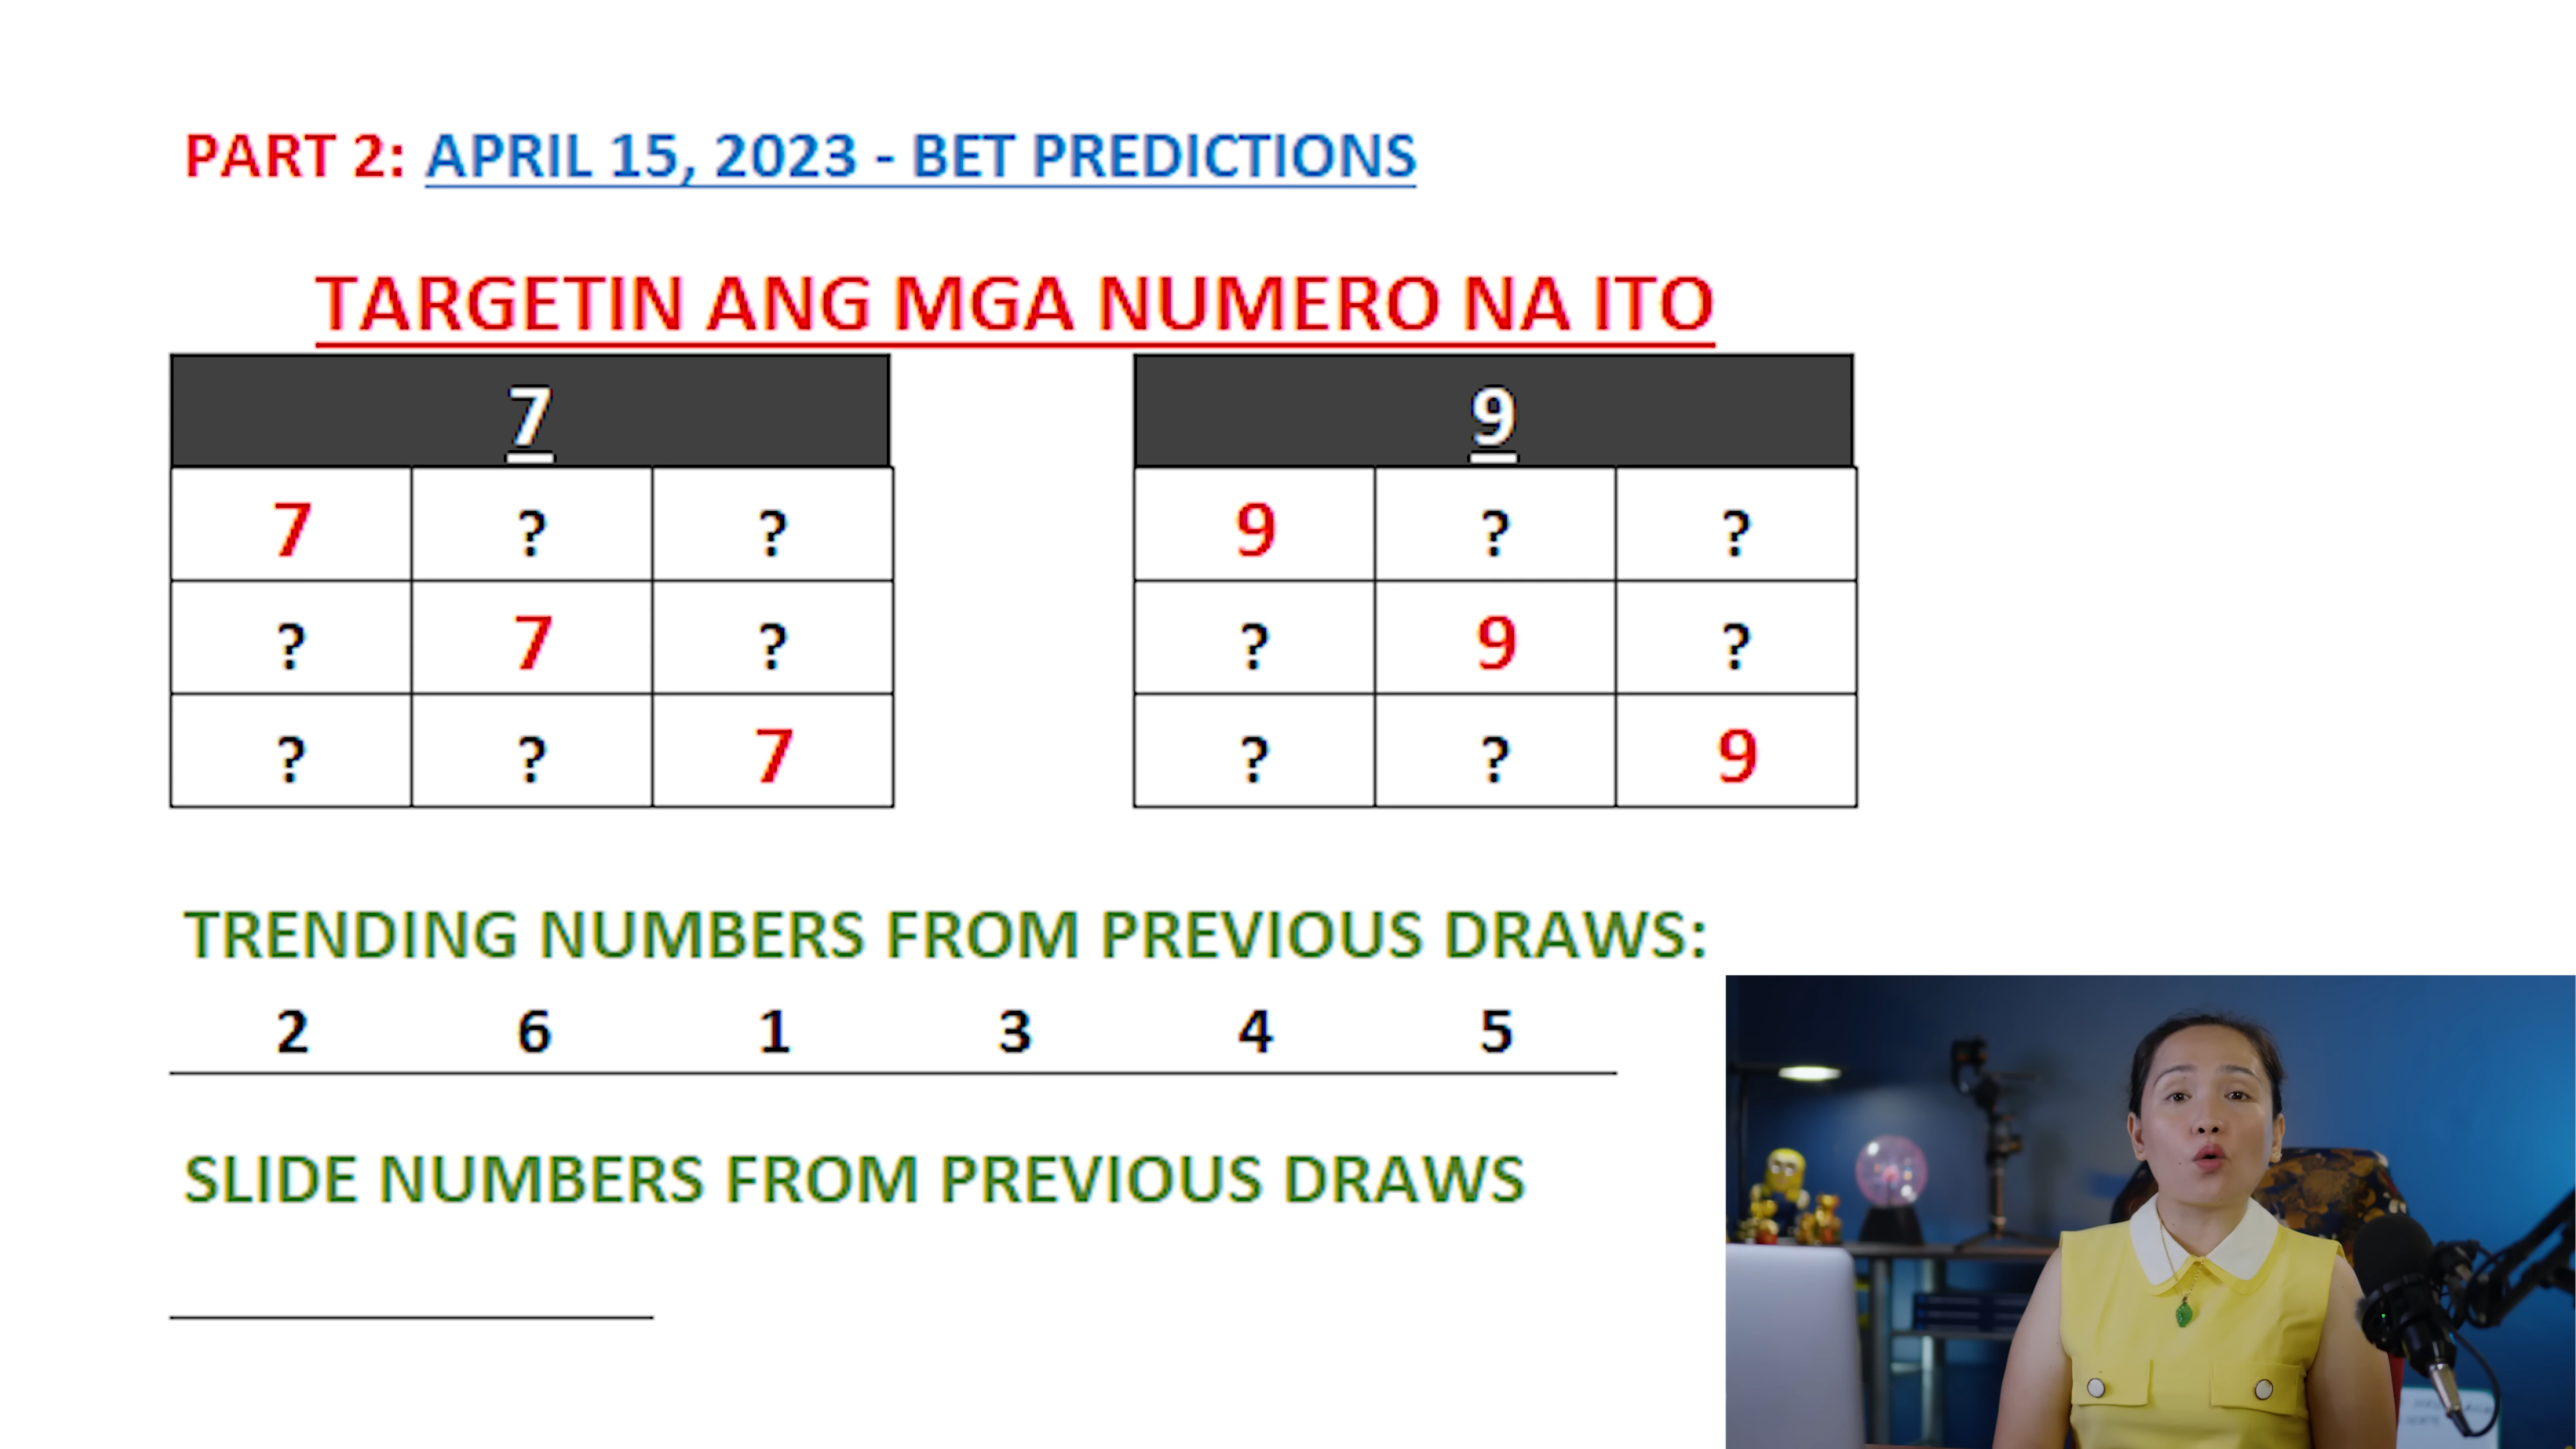 PART 2: APRIL 15, 2023 - BET PREDICTIONS
TARGETIN ANG MGA NUMERO NA ITO
7
7 ? ?
? 7 ?
? ? 7
9
9 ? ?
? 9 ?
? ? 9
TRENDING NUMBERS FROM PREVIOUS DRAWS:
2 6 1 3 4 5
SLIDE NUMBERS FROM PREVIOUS DRAWS